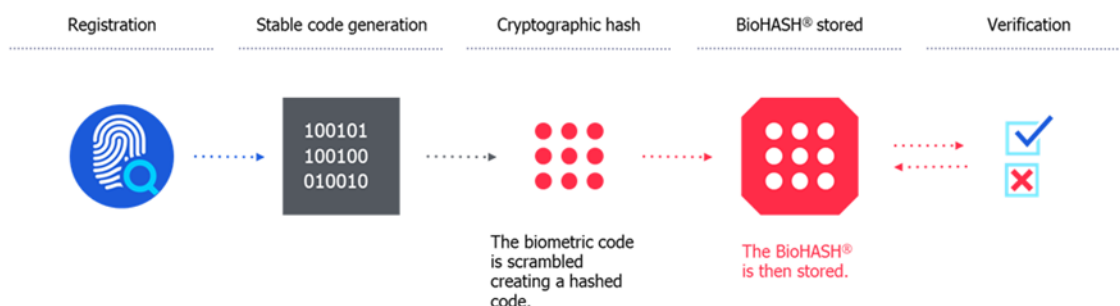 Registration
Stable code generation
Cryptographic hash
BioHASH® stored
Verification
100101
100100
010010
The biometric code
is scrambled
creating a hashed
code.
The BioHASH®
is then stored.